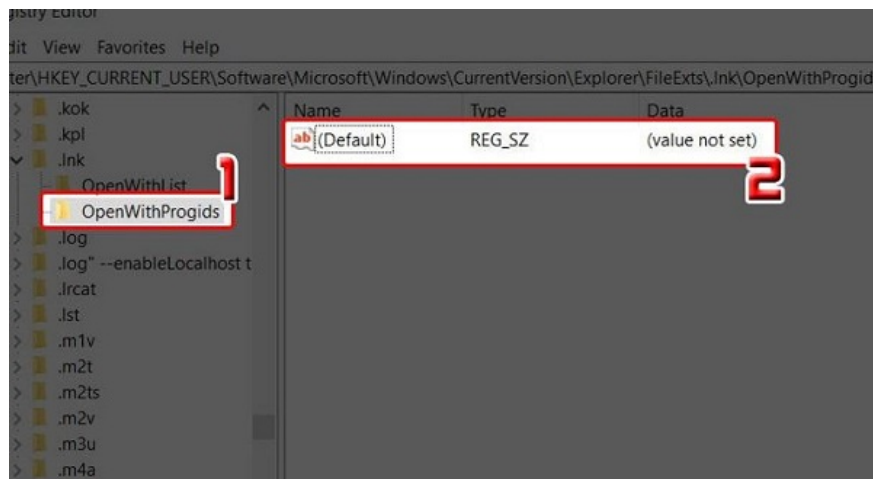 gistry Editor
dit View Favorites Help
ter\HKEY_CURRENT_USER\Software\Microsoft\Windows\CurrentVersion\Explorer\FileExts\.lnk\OpenWithProgid
Name Type Data
.kok
(Default) REG_SZ (value not set)
.kpl
.lnk
1
2
OpenWithList
OpenWithProgids
.log
.log" --enableLocalhost t
.lrcat
.lst
.m1v
.m2t
.m2ts
.m2v
.m3u
.m4a